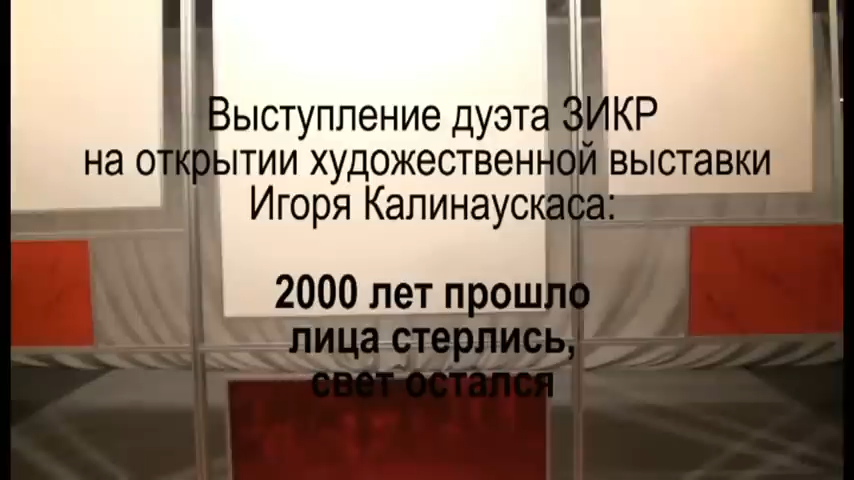 Выступление дуэта ЗИКР
на открытии художественной выставки
Игоря Калинаускаса:
2000 лет прошло
лица стерлись,
свет остался